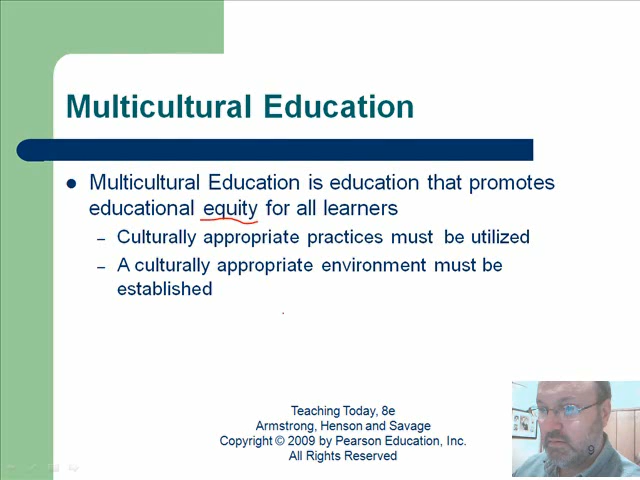 Multicultural Education
Multicultural Education is education that promotes
educational equity for all learners
– Culturally appropriate practices must be utilized
– A culturally appropriate environment must be
established
Teaching Today, 8e
Armstrong, Henson and Savage
Copyright © 2009 by Pearson Education, Inc.
All Rights Reserved
9